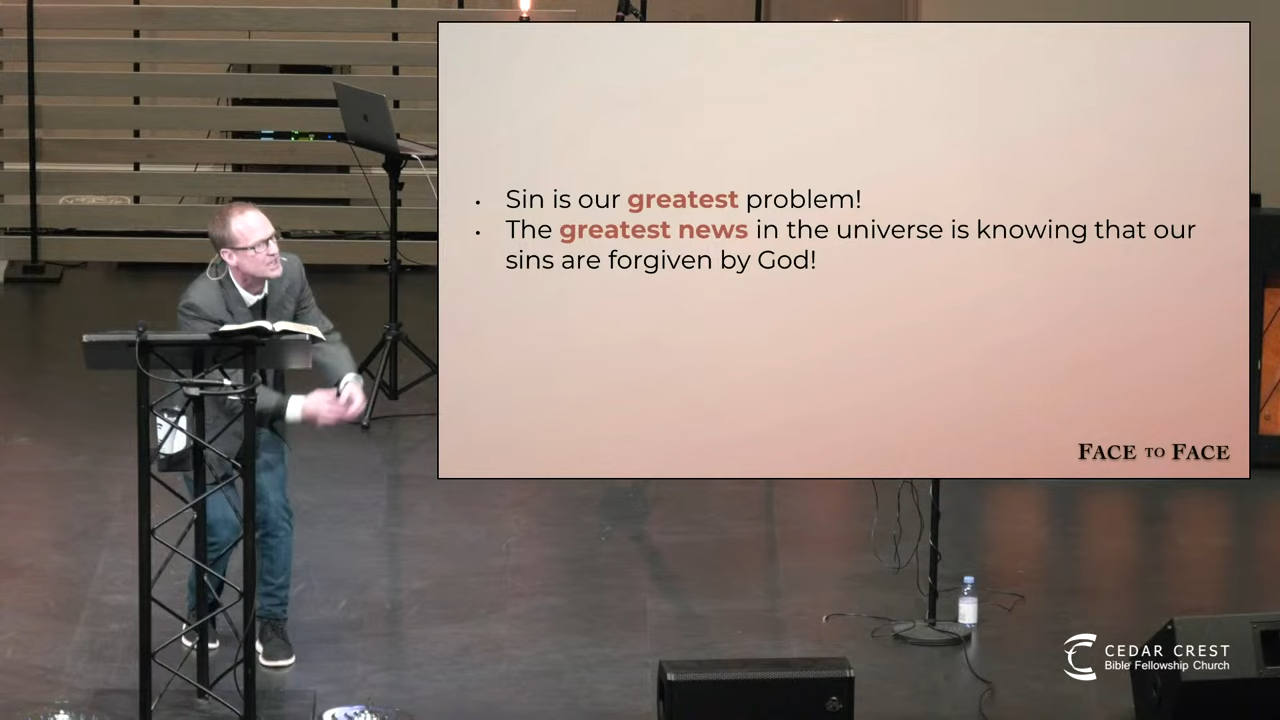 • Sin is our greatest problem!
• The greatest news in the universe is knowing that our
sins are forgiven by God!
FACE TO FACE
CEDAR CREST
Bible Fellowship Church